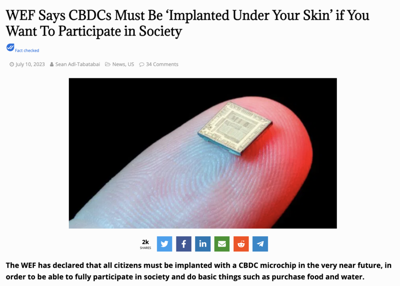 WEF Says CBDCs Must Be ‘Implanted Under Your Skin’ if You
Want To Participate in Society
Fact checked
July 10, 2023 Sean Adl-Tabatabai News, US 34 Comments
2k
SHARES
The WEF has declared that all citizens must be implanted with a CBDC microchip in the very near future, in
order to be able to fully participate in society and do basic things such as purchase food and water.